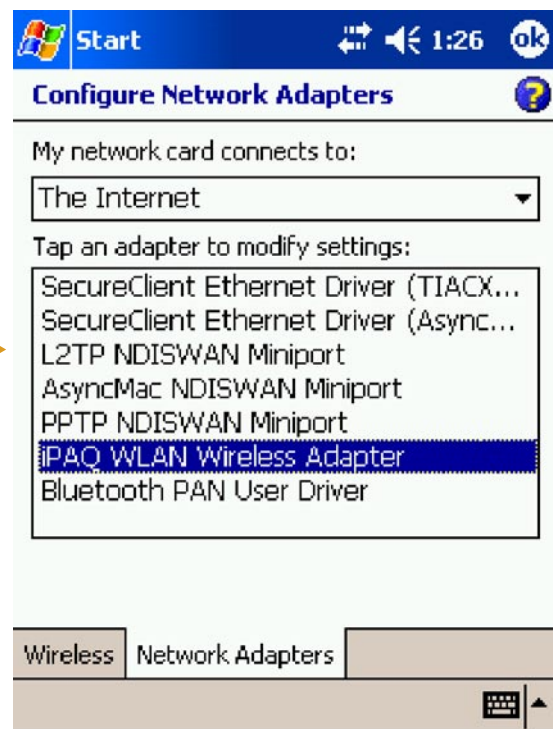 Start 1:26 ok
Configure Network Adapters ?
My network card connects to:
The Internet
Tap an adapter to modify settings:
SecureClient Ethernet Driver (TIACX...
SecureClient Ethernet Driver (Async...
L2TP NDISWAN Miniport
AsyncMac NDISWAN Miniport
PPTP NDISWAN Miniport
iPAQ WLAN Wireless Adapter
Bluetooth PAN User Driver
Wireless Network Adapters